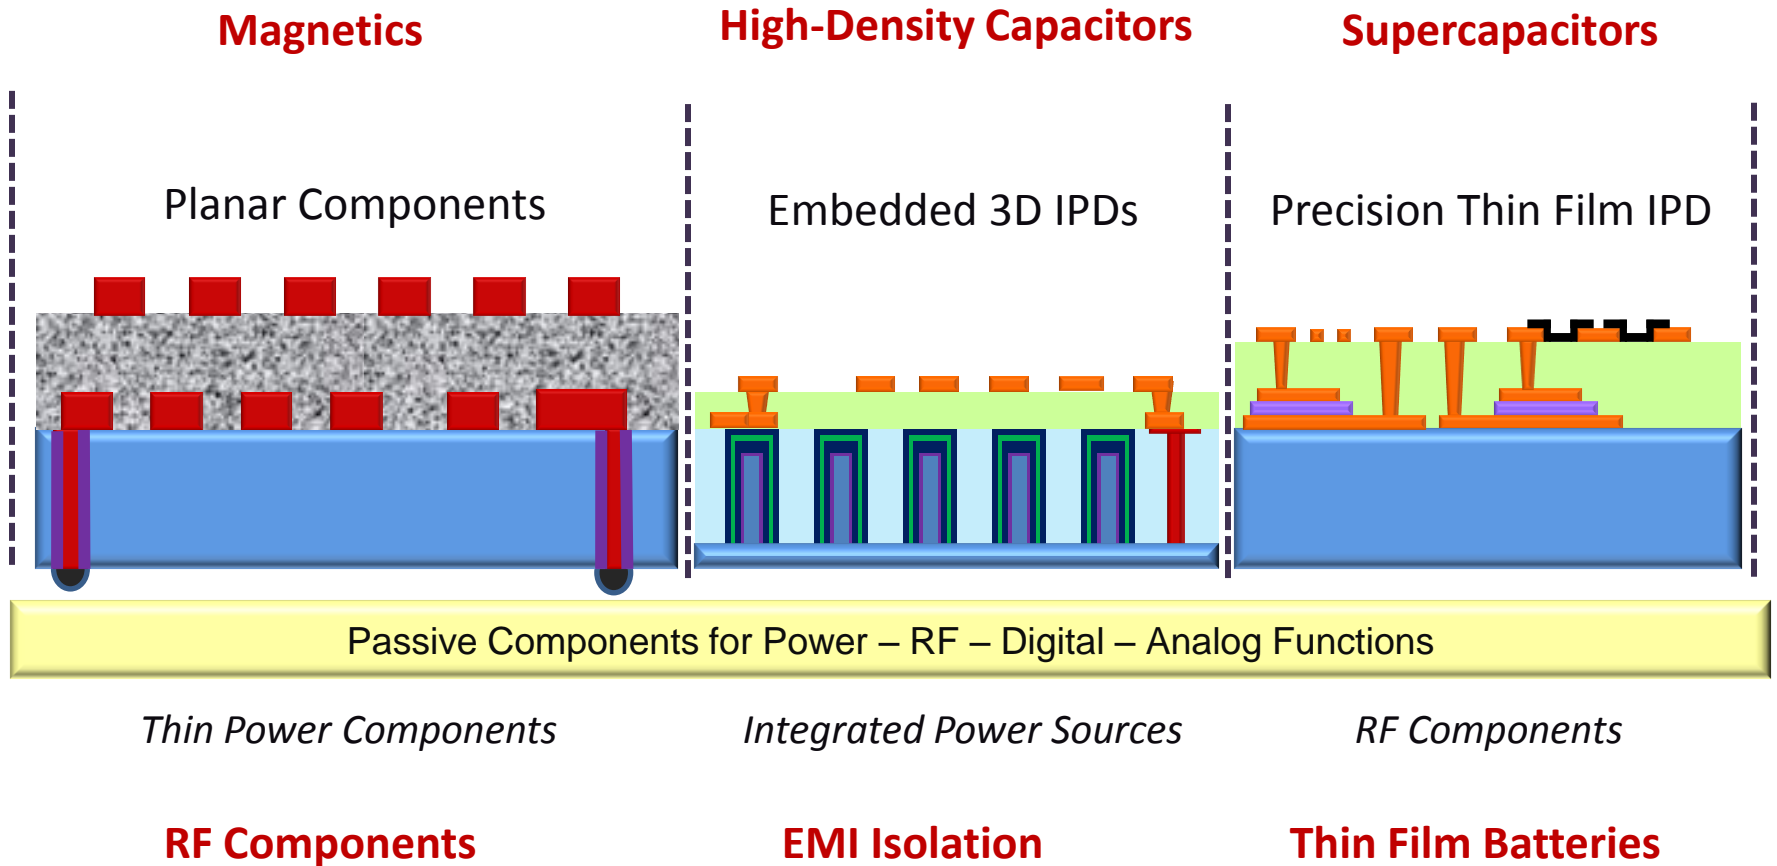 Magnetics
High-Density Capacitors
Supercapacitors
Planar Components
Embedded 3D IPDs
Precision Thin Film IPD
Passive Components for Power – RF – Digital – Analog Functions
Thin Power Components
Integrated Power Sources
RF Components
RF Components
EMI Isolation
Thin Film Batteries